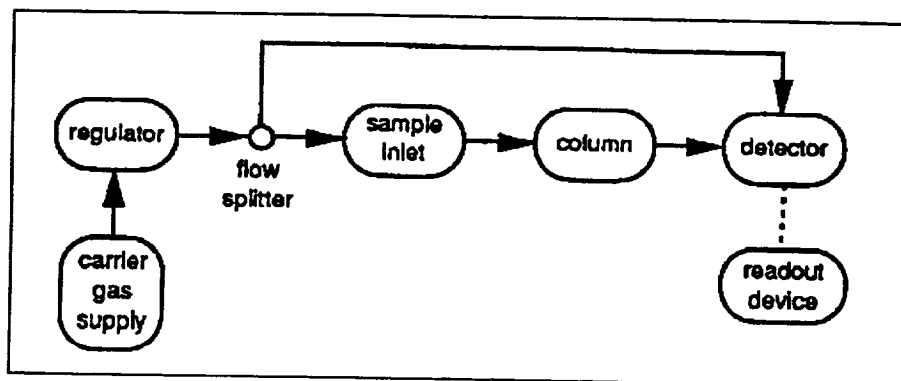 regulator
flow
splitter
sample
inlet
column
detector
carrier
gas
supply
readout
device